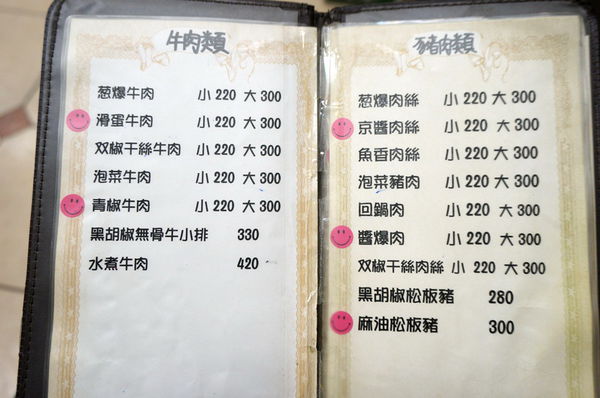 牛肉類
葱爆牛肉 小 220 大 300
滑蛋牛肉 小 220 大 300
双椒干絲牛肉 小 220 大 300
泡菜牛肉 小 220 大 300
青椒牛肉 小 220 大 300
黑胡椒無骨牛小排 330
水煮牛肉 420
豬肉類
葱爆肉絲 小 220 大 300
京醬肉絲 小 220 大 300
魚香肉絲 小 220 大 300
泡菜豬肉 小 220 大 300
回鍋肉 小 220 大 300
醬爆肉 小 220 大 300
双椒干絲肉絲 小 220 大 300
黑胡椒松板豬 280
麻油松板豬 300